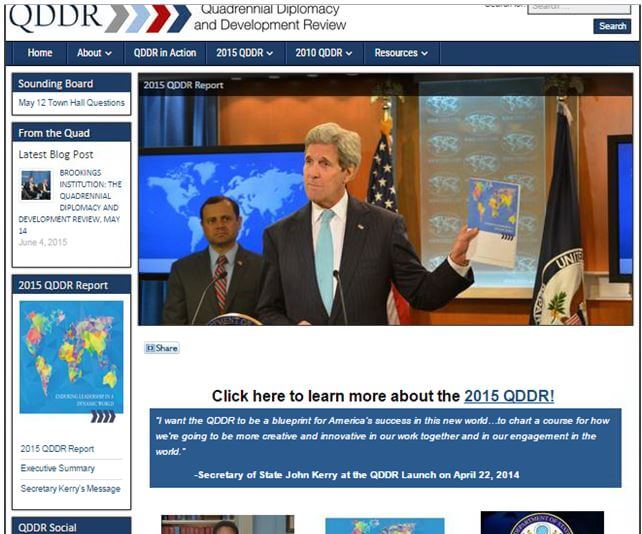 QDDR
Quadrennial Diplomacy
and Development Review
Search
Home
About
QDDR in Action
2015 QDDR
2010 QDDR
Resources
Sounding Board
May 12 Town Hall Questions
From the Quad
Latest Blog Post
BROOKINGS
INSTITUTION: THE
QUADRENNIAL
DIPLOMACY AND
DEVELOPMENT REVIEW, MAY
14
June 4, 2015
2015 QDDR Report
ENDURING LEADERSHIP IN A
DYNAMIC WORLD
2015 QDDR Report
Executive Summary
Secretary Kerry's Message
QDDR Social
2015 QDDR Report
UNITED
Share
Click here to learn more about the 2015 QDDR!
"I want the QDDR to be a blueprint for America's success in this new world…to chart a course for how
we're going to be more creative and innovative in our work together and in our engagement in the
world."
-Secretary of State John Kerry at the QDDR Launch on April 22, 2014